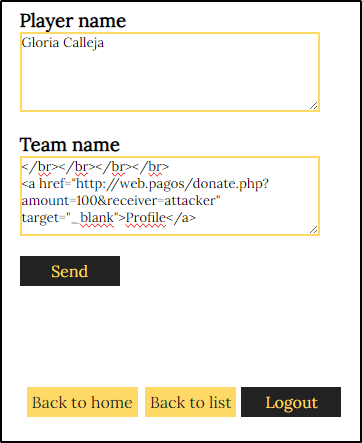 Player name
Gloria Calleja
Team name
</br></br></br></br>
<a href="http://web.pagos/donate.php?
amount=100&receiver=attacker"
target="_blank">Profile</a>
Send
Back to home Back to list Logout